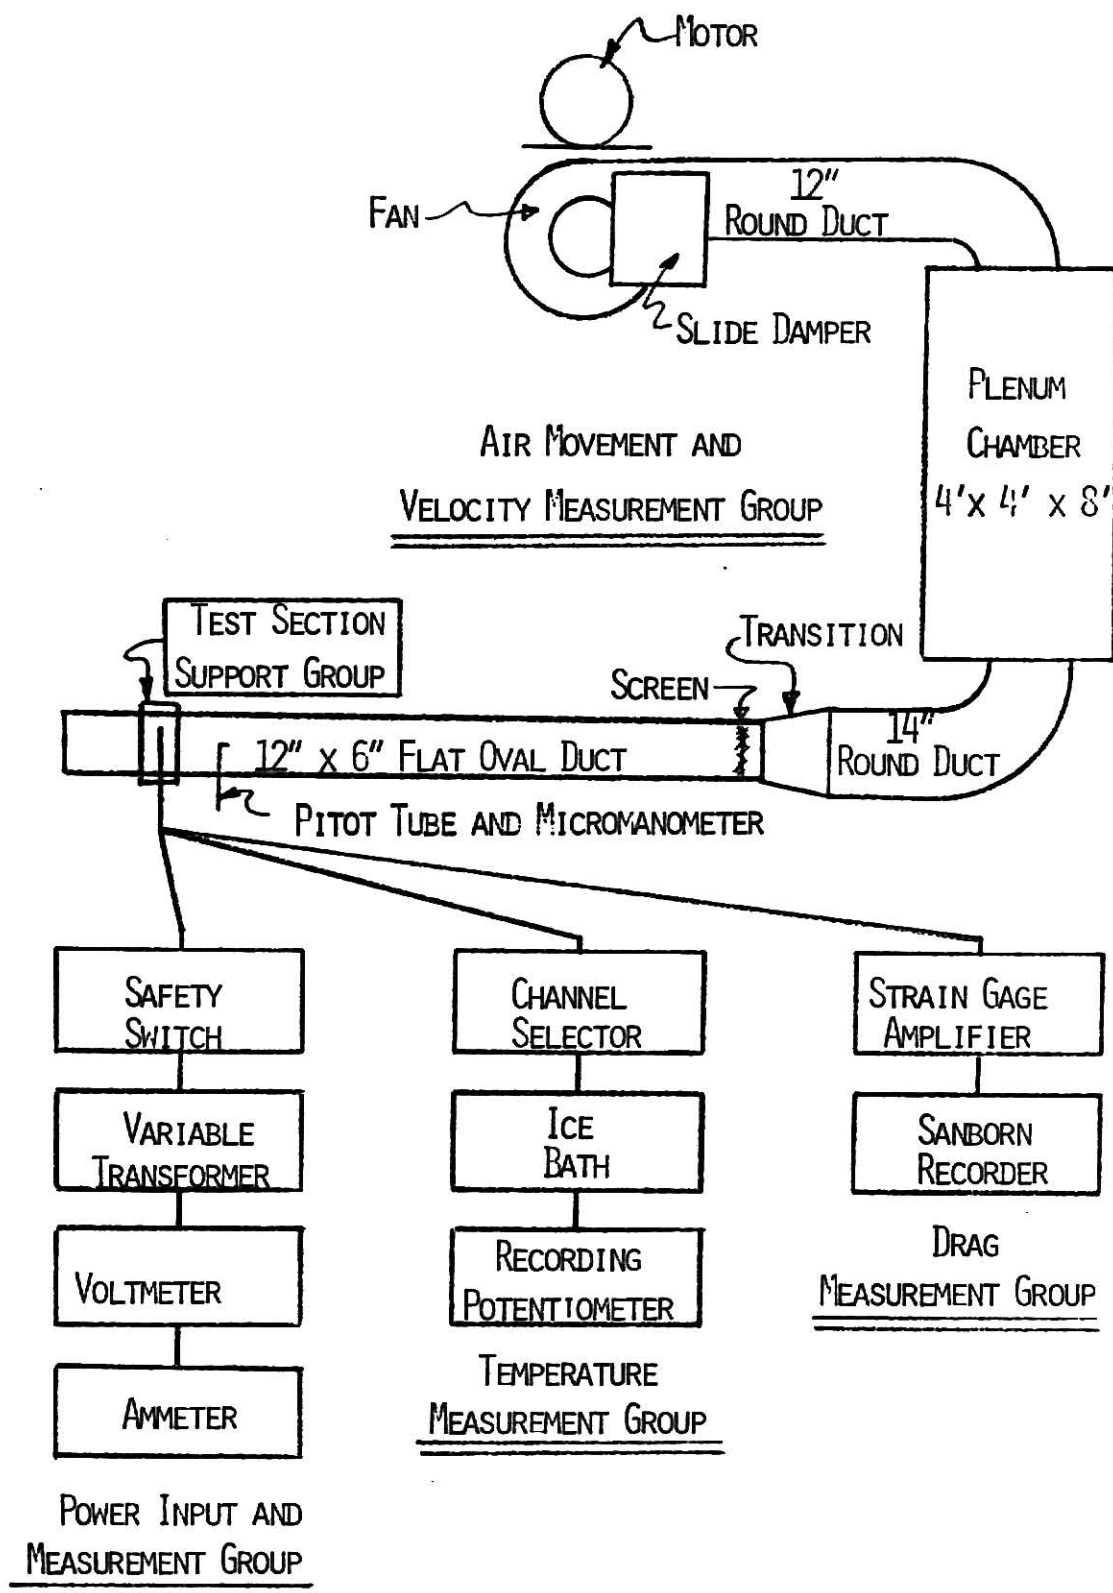 MOTOR
12"
ROUND DUCT
FAN
SLIDE DAMPER
PLENUM
CHAMBER
4' x 4' x 8'
AIR MOVEMENT AND
VELOCITY MEASUREMENT GROUP
TEST SECTION
SUPPORT GROUP
TRANSITION
SCREEN
12" x 6" FLAT OVAL DUCT
14"
ROUND DUCT
PITOT TUBE AND MICROMANOMETER
SAFETY
SWITCH
VARIABLE
TRANSFORMER
VOLTMETER
AMMETER
POWER INPUT AND
MEASUREMENT GROUP
CHANNEL
SELECTOR
ICE
BATH
RECORDING
POTENTIOMETER
TEMPERATURE
MEASUREMENT GROUP
STRAIN GAGE
AMPLIFIER
SANBORN
RECORDER
DRAG
MEASUREMENT GROUP